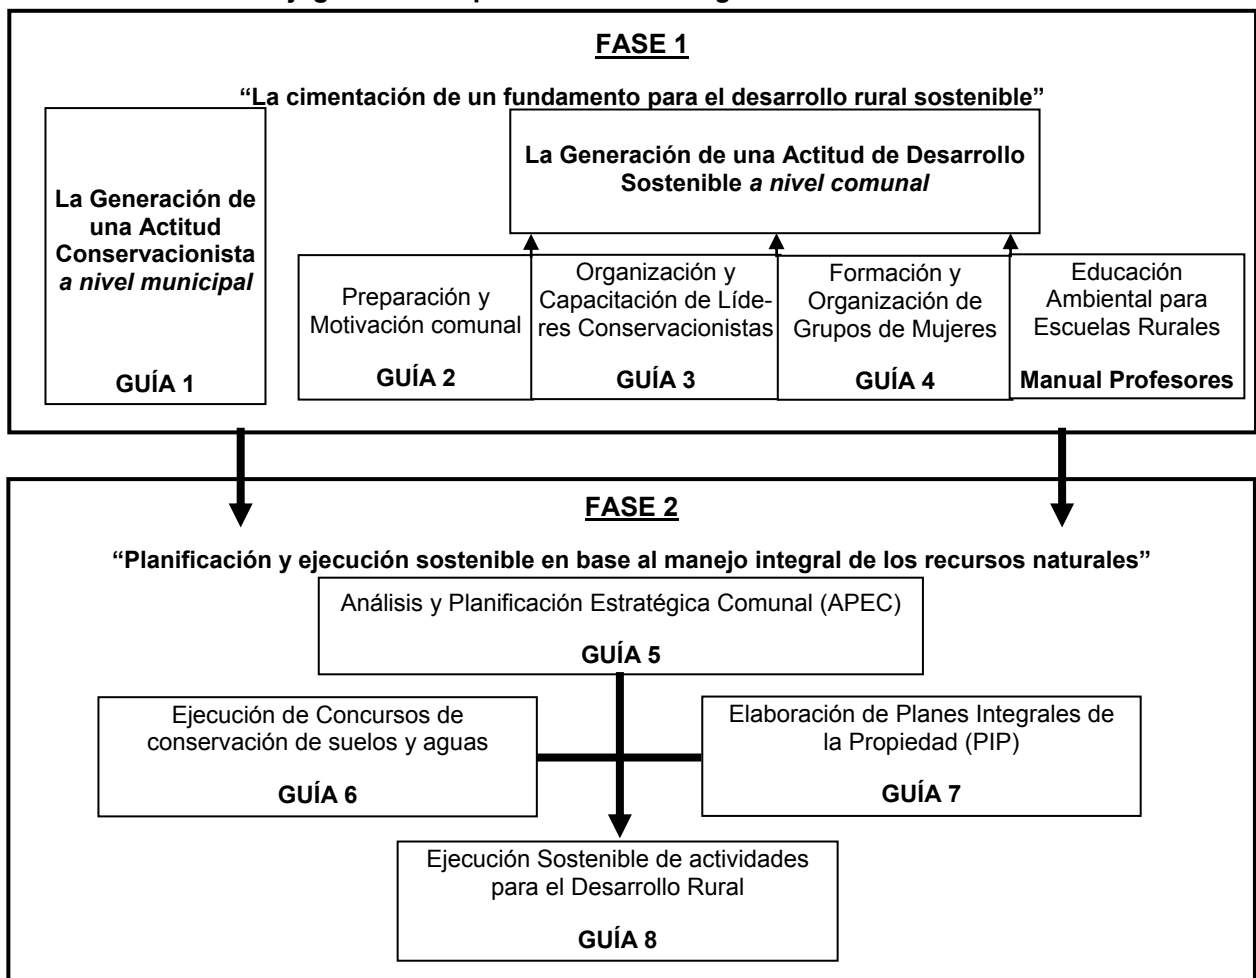 FASE 1
“La cimentación de un fundamento para el desarrollo rural sostenible”
La Generación de
una Actitud
Conservacionista
a nivel municipal
GUÍA 1
La Generación de una Actitud de Desarrollo
Sostenible a nivel comunal
Preparación y
Motivación comunal
GUÍA 2
Organización y
Capacitación de Líde-
res Conservacionistas
GUÍA 3
Formación y
Organización de
Grupos de Mujeres
GUÍA 4
Educación
Ambiental para
Escuelas Rurales
Manual Profesores
FASE 2
“Planificación y ejecución sostenible en base al manejo integral de los recursos naturales”
Análisis y Planificación Estratégica Comunal (APEC)
GUÍA 5
Ejecución de Concursos de
conservación de suelos y aguas
GUÍA 6
Elaboración de Planes Integrales de
la Propiedad (PIP)
GUÍA 7
Ejecución Sostenible de actividades
para el Desarrollo Rural
GUÍA 8